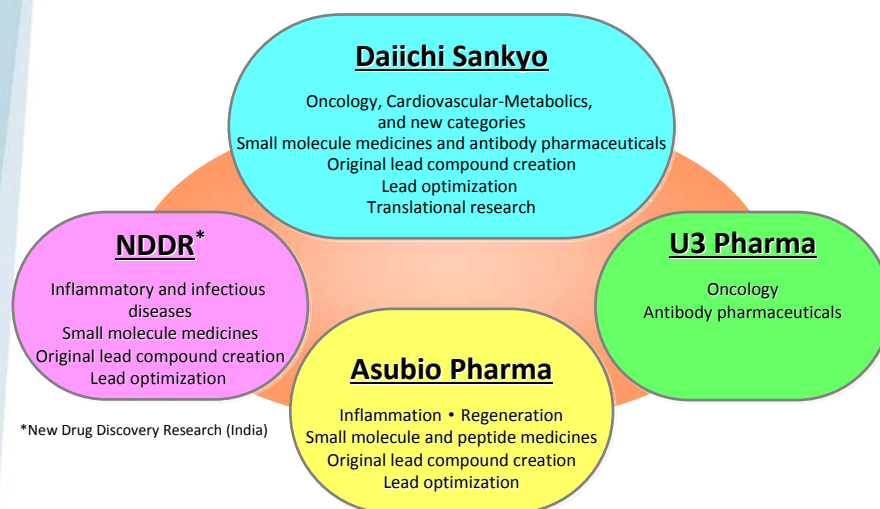 Daiichi Sankyo
Oncology, Cardiovascular-Metabolics,
and new categories
Small molecule medicines and antibody pharmaceuticals
Original lead compound creation
Lead optimization
Translational research
NDDR*
Inflammatory and infectious
diseases
Small molecule medicines
Original lead compound creation
Lead optimization
U3 Pharma
Oncology
Antibody pharmaceuticals
Asubio Pharma
Inflammation・Regeneration
Small molecule and peptide medicines
Original lead compound creation
Lead optimization
*New Drug Discovery Research (India)